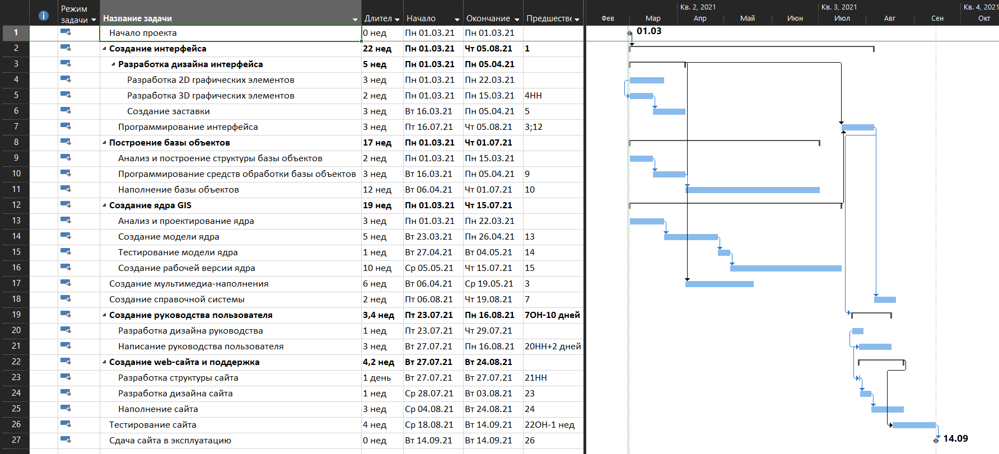 Режим задачи Название задачи Длител Начало Окончание Предшестве
Кв. 2, 2021 Кв. 3, 2021 Кв. 4, 2021
Фев Мар Апр Май Июн Июл Авг Сен Окт
1 Начало проекта 0 нед Пн 01.03.21 Пн 01.03.21 01.03
2 Создание интерфейса 22 нед Пн 01.03.21 Чт 05.08.21 1
3 Разработка дизайна интерфейса 5 нед Пн 01.03.21 Пн 05.04.21
4 Разработка 2D графических элементов 3 нед Пн 01.03.21 Пн 22.03.21
5 Разработка 3D графических элементов 2 нед Пн 01.03.21 Пн 15.03.21 4НН
6 Создание заставки 3 нед Вт 16.03.21 Пн 05.04.21 5
7 Программирование интерфейса 3 нед Пт 16.07.21 Чт 05.08.21 3;12
8 Построение базы объектов 17 нед Пн 01.03.21 Чт 01.07.21
9 Анализ и построение структуры базы объектов 2 нед Пн 01.03.21 Пн 15.03.21
10 Программирование средств обработки базы объектов 3 нед Вт 16.03.21 Пн 05.04.21 9
11 Наполнение базы объектов 12 нед Вт 06.04.21 Чт 01.07.21 10
12 Создание ядра GIS 19 нед Пн 01.03.21 Чт 15.07.21
13 Анализ и проектирование ядра 3 нед Пн 01.03.21 Пн 22.03.21
14 Создание модели ядра 5 нед Вт 23.03.21 Пн 26.04.21 13
15 Тестирование модели ядра 1 нед Вт 27.04.21 Вт 04.05.21 14
16 Создание рабочей версии ядра 10 нед Ср 05.05.21 Чт 15.07.21 15
17 Создание мультимедиа-наполнения 6 нед Вт 06.04.21 Ср 19.05.21 3
18 Создание справочной системы 2 нед Пт 06.08.21 Чт 19.08.21 7
19 Создание руководства пользователя 3,4 нед Пт 23.07.21 Пн 16.08.21 7ОН-10 дней
20 Разработка дизайна руководства 1 нед Пт 23.07.21 Чт 29.07.21
21 Написание руководства пользователя 3 нед Вт 27.07.21 Пн 16.08.21 20НН+2 дней
22 Создание web-сайта и поддержка 4,2 нед Вт 27.07.21 Вт 24.08.21
23 Разработка структуры сайта 1 день Вт 27.07.21 Вт 27.07.21 21НН
24 Разработка дизайна сайта 1 нед Ср 28.07.21 Вт 03.08.21 23
25 Наполнение сайта 3 нед Ср 04.08.21 Вт 24.08.21 24
26 Тестирование сайта 4 нед Ср 18.08.21 Вт 14.09.21 22ОН-1 нед
27 Сдача сайта в эксплуатацию 0 нед Вт 14.09.21 Вт 14.09.21 26 14.09